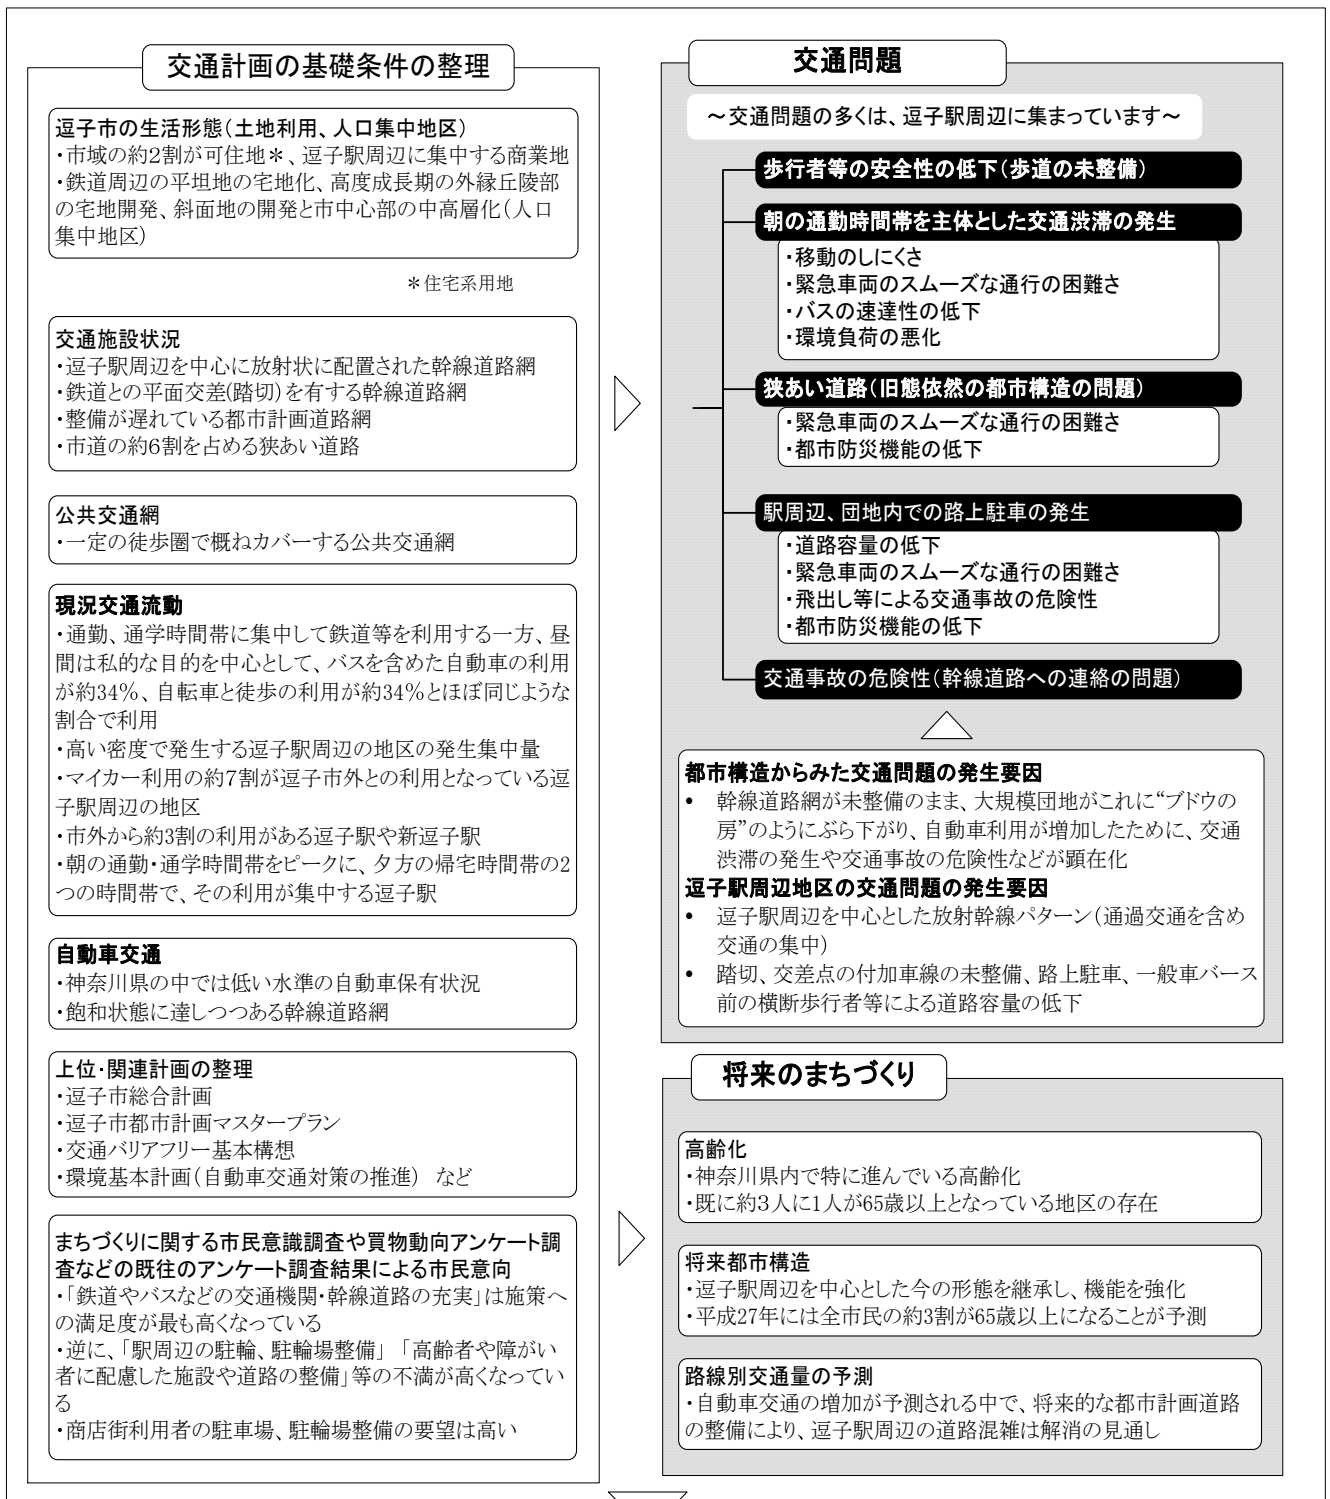 交通計画の基礎条件の整理
逗子市の生活形態（土地利用、人口集中地区）
・市域の約2割が可住地＊、逗子駅周辺に集中する商業地
・鉄道周辺の平坦地の宅地化、高度成長期の外縁丘陵部
の宅地開発、斜面地の開発と市中心部の中高層化（人口
集中地区）
＊住宅系用地
交通施設状況
・逗子駅周辺を中心に放射状に配置された幹線道路網
・鉄道との平面交差(踏切)を有する幹線道路網
・整備が遅れている都市計画道路網
・市道の約6割を占める狭あい道路
公共交通網
・一定の徒歩圏で概ねカバーする公共交通網
現況交通流動
・通勤、通学時間帯に集中して鉄道等を利用する一方、昼
間は私的な目的を中心として、バスを含めた自動車の利用
が約34%、自転車と徒歩の利用が約34%とほぼ同じような
割合で利用
・高い密度で発生する逗子駅周辺の地区の発生集中量
・マイカー利用の約7割が逗子市外との利用となっている逗
子駅周辺の地区
・市外から約3割の利用がある逗子駅や新逗子駅
・朝の通勤・通学時間帯をピークに、夕方の帰宅時間帯の2
つの時間帯で、その利用が集中する逗子駅
自動車交通
・神奈川県の中では低い水準の自動車保有状況
・飽和状態に達しつつある幹線道路網
上位・関連計画の整理
・逗子市総合計画
・逗子市都市計画マスタープラン
・交通バリアフリー基本構想
・環境基本計画（自動車交通対策の推進） など
まちづくりに関する市民意識調査や買物動向アンケート調
査などの既往のアンケート調査結果による市民意向
・「鉄道やバスなどの交通機関・幹線道路の充実」は施策へ
の満足度が最も高くなっている
・逆に、「駅周辺の駐輪、駐輪場整備」「高齢者や障がい
者に配慮した施設や道路の整備」等の不満が高くなってい
る
・商店街利用者の駐車場、駐輪場整備の要望は高い
交通問題
～交通問題の多くは、逗子駅周辺に集まっています～
歩行者等の安全性の低下（歩道の未整備）
朝の通勤時間帯を主体とした交通渋滞の発生
・移動のしにくさ
・緊急車両のスムーズな通行の困難さ
・バスの速達性の低下
・環境負荷の悪化
狭あい道路（旧態依然の都市構造の問題）
・緊急車両のスムーズな通行の困難さ
・都市防災機能の低下
駅周辺、団地内での路上駐車の発生
・道路容量の低下
・緊急車両のスムーズな通行の困難さ
・飛出し等による交通事故の危険性
・都市防災機能の低下
交通事故の危険性（幹線道路への連絡の問題）
都市構造からみた交通問題の発生要因
• 幹線道路網が未整備のまま、大規模団地がこれに“ブドウの
房”のようにぶら下がり、自動車利用が増加したために、交通
渋滞の発生や交通事故の危険性などが顕在化
逗子駅周辺地区の交通問題の発生要因
• 逗子駅周辺を中心とした放射幹線パターン（通過交通を含め
交通の集中）
• 踏切、交差点の付加車線の未整備、路上駐車、一般車バース
前の横断歩行者等による道路容量の低下
将来のまちづくり
高齢化
・神奈川県内で特に進んでいる高齢化
・既に約3人に1人が65歳以上となっている地区の存在
将来都市構造
・逗子駅周辺を中心とした今の形態を継承し、機能を強化
・平成27年には全市民の約3割が65歳以上になることが予測
路線別交通量の予測
・自動車交通の増加が予測される中で、将来的な都市計画道路
の整備により、逗子駅周辺の道路混雑は解消の見通し